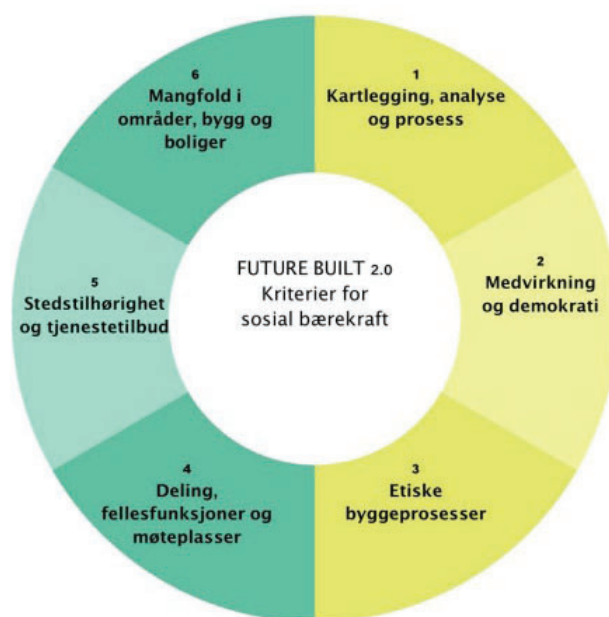 FUTURE BUILT 2.0
Kriterier for
sosial bærekraft
1
Kartlegging, analyse
og prosess
2
Medvirkning
og demokrati
3
Etiske
byggeprosesser
4
Deling,
fellesfunksjoner og
møteplasser
5
Stedstilhørighet
og tjenestetilbud
6
Mangfold i
områder, bygg og
boliger